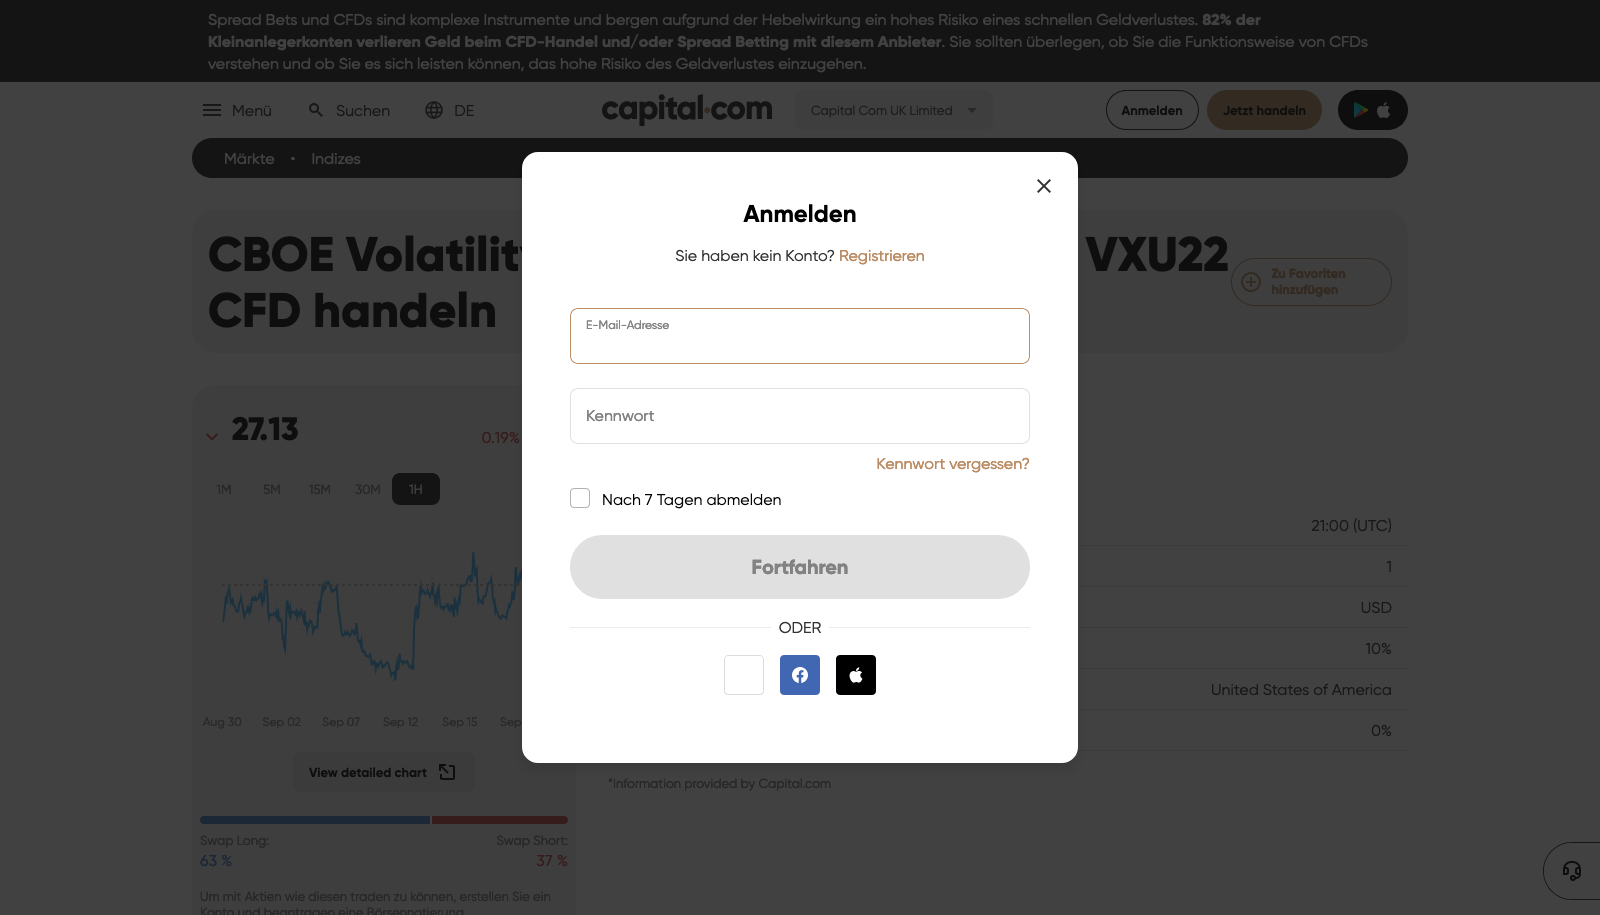 Spread Bets und CFDs sind komplexe Instrumente und bergen aufgrund der Hebelwirkung ein hohes Risiko eines schnellen Geldverlustes. 82% der
Kleinanlegerkonten verlieren Geld beim CFD-Handel und/oder Spread Betting mit diesem Anbieter. Sie sollten überlegen, ob Sie die Funktionsweise von CFDs
verstehen und ob Sie es sich leisten können, das hohe Risiko des Geldverlustes einzugehen.
Menü Suchen DE capital.com Capital Com UK Limited Anmelden Jetzt handeln
Märkte • Indizes
CBOE Volatility VXU22
CFD handeln
Zu Favoriten
hinzufügen
Anmelden
Sie haben kein Konto? Registrieren
E-Mail-Adresse
Kennwort
Kennwort vergessen?
Nach 7 Tagen abmelden
Fortfahren
ODER
27.13
0.19%
1M 5M 15M 30M 1H
Aug 30 Sep 02 Sep 07 Sep 12 Sep 15 Sep
View detailed chart
Swap Long: Swap Short:
63 % 37 %
Um mit Aktien wie diesen traden zu können, erstellen Sie ein
Konto und beantragen eine Börsennotierung
21:00 (UTC)
1
USD
10%
United States of America
0%
*Information provided by Capital.com